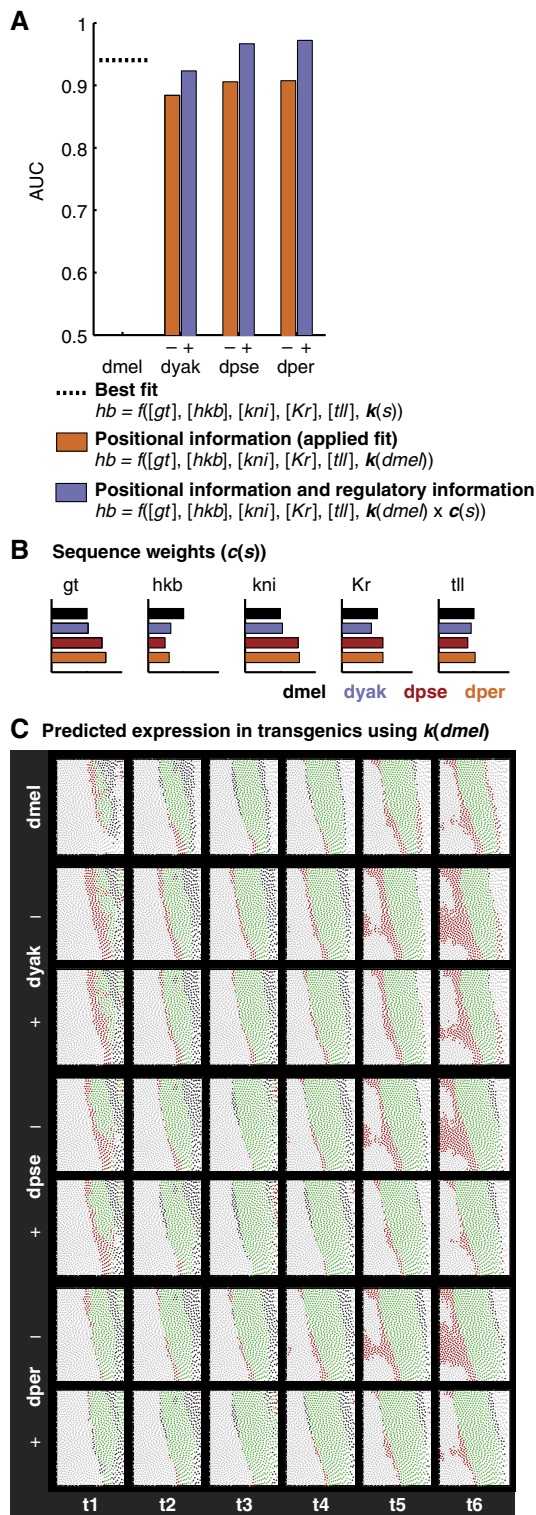 A
1
0.9
0.8
0.7
0.6
0.5
AUC
− + − + − +
dmel dyak dpse dper
Best fit
hb = f([gt], [hkb], [kni], [Kr], [tll], k(s))
Positional information (applied fit)
hb = f([gt], [hkb], [kni], [Kr], [tll], k(dmel))
Positional information and regulatory information
hb = f([gt], [hkb], [kni], [Kr], [tll], k(dmel) x c(s))
B Sequence weights (c(s))
gt hkb kni Kr tll
dmel dyak dpse dper
C Predicted expression in transgenics using k(dmel)
dmel
−
dyak
+
−
dpse
+
−
dper
+
t1 t2 t3 t4 t5 t6